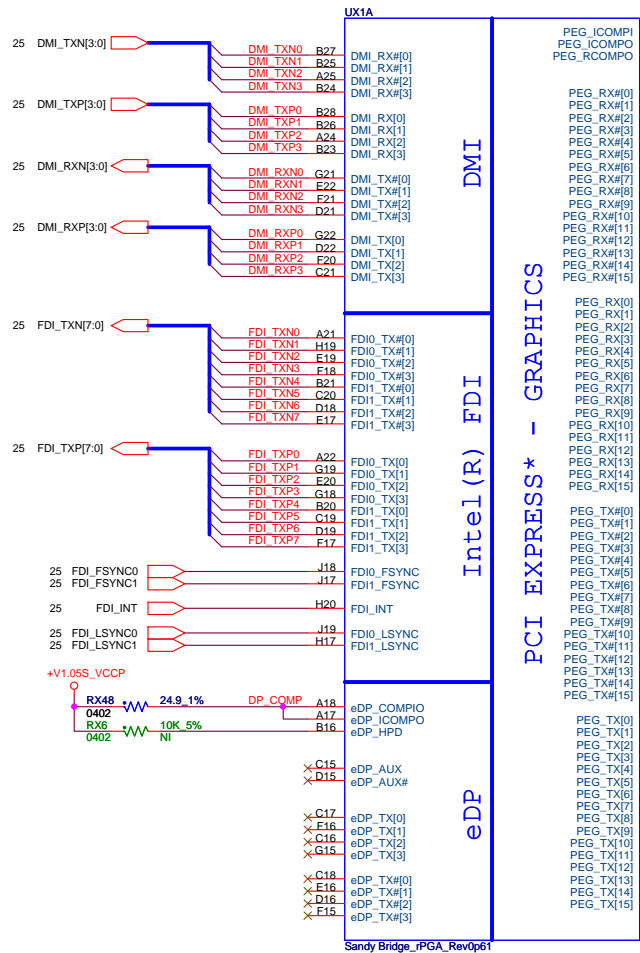 UX1A
25 DMI_TXN[3:0] DMI_TXN0 B27 DMI_RX#[0]
DMI_TXN1 B25 DMI_RX#[1]
DMI_TXN2 A25 DMI_RX#[2]
DMI_TXN3 B24 DMI_RX#[3]
25 DMI_TXP[3:0] DMI_TXP0 B28 DMI_RX[0]
DMI_TXP1 B26 DMI_RX[1]
DMI_TXP2 A24 DMI_RX[2]
DMI_TXP3 B23 DMI_RX[3]
25 DMI_RXN[3:0] DMI_RXN0 G21 DMI_TX#[0]
DMI_RXN1 E22 DMI_TX#[1]
DMI_RXN2 F21 DMI_TX#[2]
DMI_RXN3 D21 DMI_TX#[3]
25 DMI_RXP[3:0] DMI_RXP0 G22 DMI_TX[0]
DMI_RXP1 D22 DMI_TX[1]
DMI_RXP2 F20 DMI_TX[2]
DMI_RXP3 C21 DMI_TX[3]
DMI
25 FDI_TXN[7:0] FDI_TXN0 A21 FDI0_TX#[0]
FDI_TXN1 H19 FDI0_TX#[1]
FDI_TXN2 E19 FDI0_TX#[2]
FDI_TXN3 F18 FDI0_TX#[3]
FDI_TXN4 B21 FDI1_TX#[0]
FDI_TXN5 C20 FDI1_TX#[1]
FDI_TXN6 D18 FDI1_TX#[2]
FDI_TXN7 E17 FDI1_TX#[3]
25 FDI_TXP[7:0] FDI_TXP0 A22 FDI0_TX[0]
FDI_TXP1 G19 FDI0_TX[1]
FDI_TXP2 E20 FDI0_TX[2]
FDI_TXP3 G18 FDI0_TX[3]
FDI_TXP4 B20 FDI1_TX[0]
FDI_TXP5 C19 FDI1_TX[1]
FDI_TXP6 D19 FDI1_TX[2]
FDI_TXP7 F17 FDI1_TX[3]
25 FDI_FSYNC0 J18 FDI0_FSYNC
25 FDI_FSYNC1 J17 FDI1_FSYNC
25 FDI_INT H20 FDI_INT
25 FDI_LSYNC0 J19 FDI0_LSYNC
25 FDI_LSYNC1 H17 FDI1_LSYNC
Intel(R) FDI
+V1.05S_VCCP
RX48 24.9_1% DP_COMP A18 eDP_COMPIO
0402 A17 eDP_ICOMPO
RX6 10K_5% B16 eDP_HPD
0402 NI
C15 eDP_AUX
D15 eDP_AUX#
C17 eDP_TX[0]
F16 eDP_TX[1]
C16 eDP_TX[2]
G15 eDP_TX[3]
C18 eDP_TX#[0]
E16 eDP_TX#[1]
D16 eDP_TX#[2]
F15 eDP_TX#[3]
eDP
PCI EXPRESS* - GRAPHICS
PEG_ICOMPI
PEG_ICOMPO
PEG_RCOMPO
PEG_RX#[0]
PEG_RX#[1]
PEG_RX#[2]
PEG_RX#[3]
PEG_RX#[4]
PEG_RX#[5]
PEG_RX#[6]
PEG_RX#[7]
PEG_RX#[8]
PEG_RX#[9]
PEG_RX#[10]
PEG_RX#[11]
PEG_RX#[12]
PEG_RX#[13]
PEG_RX#[14]
PEG_RX#[15]
PEG_RX[0]
PEG_RX[1]
PEG_RX[2]
PEG_RX[3]
PEG_RX[4]
PEG_RX[5]
PEG_RX[6]
PEG_RX[7]
PEG_RX[8]
PEG_RX[9]
PEG_RX[10]
PEG_RX[11]
PEG_RX[12]
PEG_RX[13]
PEG_RX[14]
PEG_RX[15]
PEG_TX#[0]
PEG_TX#[1]
PEG_TX#[2]
PEG_TX#[3]
PEG_TX#[4]
PEG_TX#[5]
PEG_TX#[6]
PEG_TX#[7]
PEG_TX#[8]
PEG_TX#[9]
PEG_TX#[10]
PEG_TX#[11]
PEG_TX#[12]
PEG_TX#[13]
PEG_TX#[14]
PEG_TX#[15]
PEG_TX[0]
PEG_TX[1]
PEG_TX[2]
PEG_TX[3]
PEG_TX[4]
PEG_TX[5]
PEG_TX[6]
PEG_TX[7]
PEG_TX[8]
PEG_TX[9]
PEG_TX[10]
PEG_TX[11]
PEG_TX[12]
PEG_TX[13]
PEG_TX[14]
PEG_TX[15]
Sandy Bridge_rPGA_Rev0p61